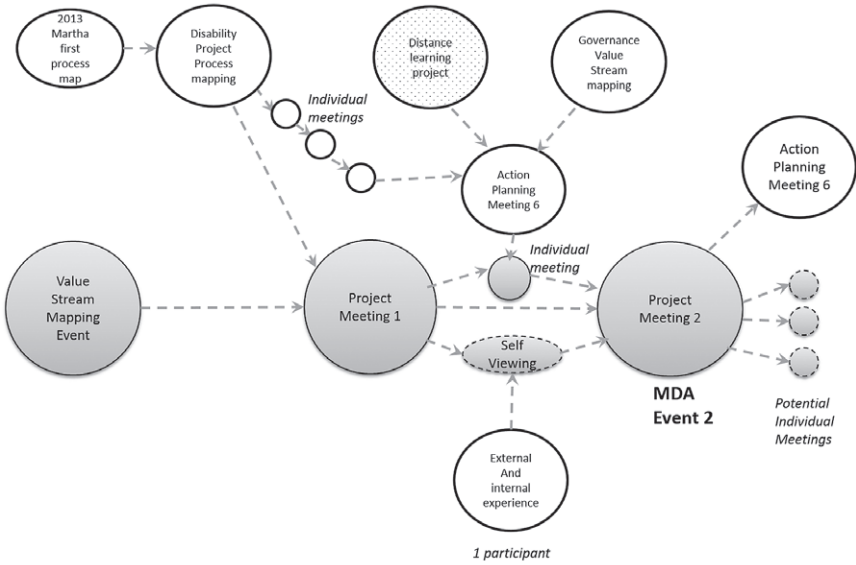 2013
Martha
first
process
map
Disability
Project
Process
mapping
Individual
meetings
Distance
learning
project
Governance
Value
Stream
mapping
Action
Planning
Meeting 6
Action
Planning
Meeting 6
Value
Stream
Mapping
Event
Project
Meeting 1
Individual
meeting
Self
Viewing
Project
Meeting 2
MDA
Event 2
Potential
Individual
Meetings
External
And
internal
experience
1 participant